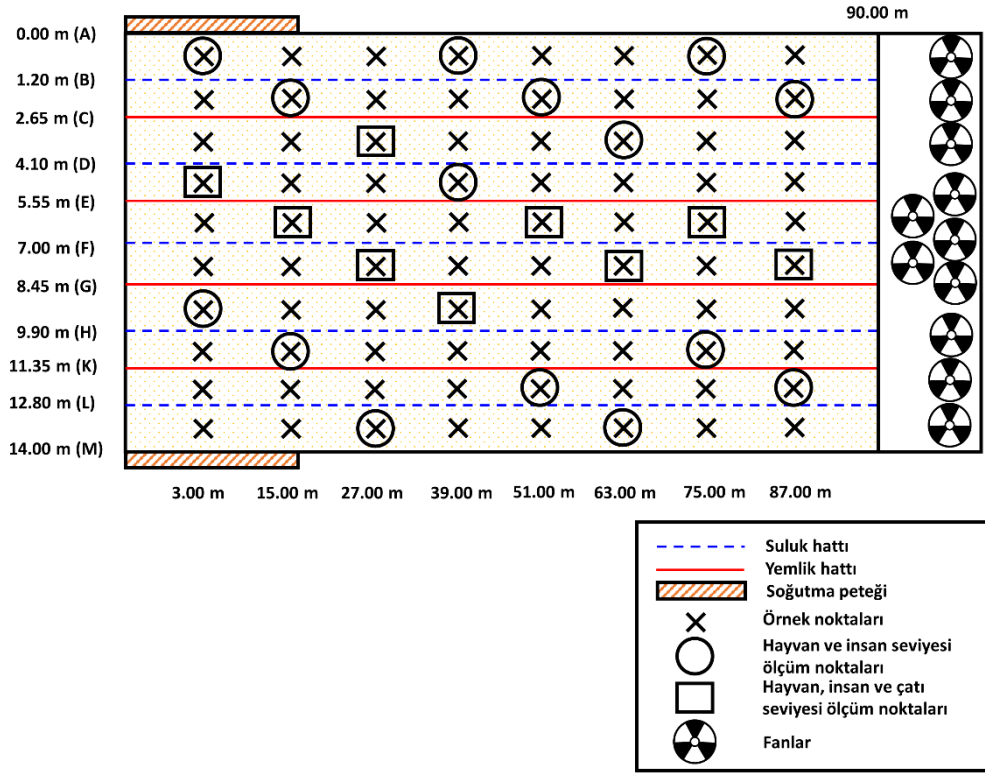 90.00 m
0.00 m (A)
1.20 m (B)
2.65 m (C)
4.10 m (D)
5.55 m (E)
7.00 m (F)
8.45 m (G)
9.90 m (H)
11.35 m (K)
12.80 m (L)
14.00 m (M)
3.00 m 15.00 m 27.00 m 39.00 m 51.00 m 63.00 m 75.00 m 87.00 m
Suluk hattı
Yemlik hattı
Soğutma peteği
Örnek noktaları
Hayvan ve insan seviyesi
ölçüm noktaları
Hayvan, insan ve çatı
seviyesi ölçüm noktaları
Fanlar